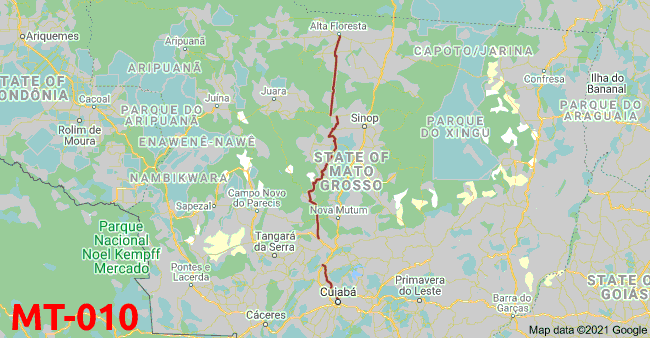 Alta Floresta
Ariquemes
Aripuanã
CAPOTO/JARINA
ARIPUANÃ
Confresa
Ilha do
Bananal
STATE OF
RONDÔNIA
Cacoal
Juína
Juara
PARQUE DO
ARIPUANÃ
Sinop
PARQUE
DO XINGU
PARQUE DO
ARAGUAIA
Rolim de
Moura
ENAWENÊ-NAWÊ
STATE OF
MATO
GROSSO
NAMBIKWARA
Campo Novo
do Parecis
Sapezal
Nova Mutum
Parque
Nacional
Noel Kempff
Mercado
Tangará
da Serra
Pontes e
Lacerda
Primavera
do Leste
STATE OF
GOIÁS
Cuiabá
Barra do
Garças
Cáceres
MT-010
Map data ©2021 Google